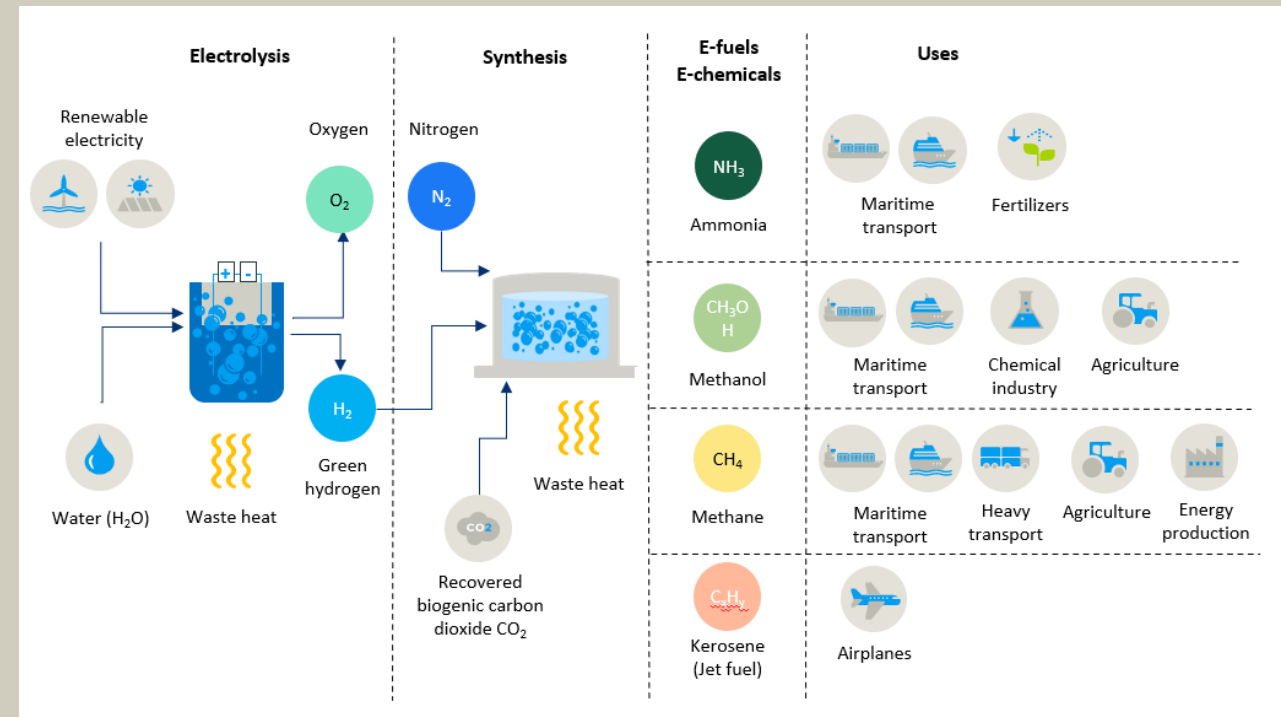 Electrolysis
Synthesis
E-fuels
E-chemicals
Uses
Renewable
electricity
Oxygen
Nitrogen
O₂
N₂
+ -
H₂
Green
hydrogen
Water (H₂O)
Waste heat
Waste heat
CO2
Recovered
biogenic carbon
dioxide CO₂
NH₃
Ammonia
Maritime
transport
Fertilizers
CH₃O
H
Methanol
Maritime
transport
Chemical
industry
Agriculture
CH₄
Methane
Maritime
transport
Heavy
transport
Agriculture
Energy
production
CₓHᵧ
Kerosene
(Jet fuel)
Airplanes